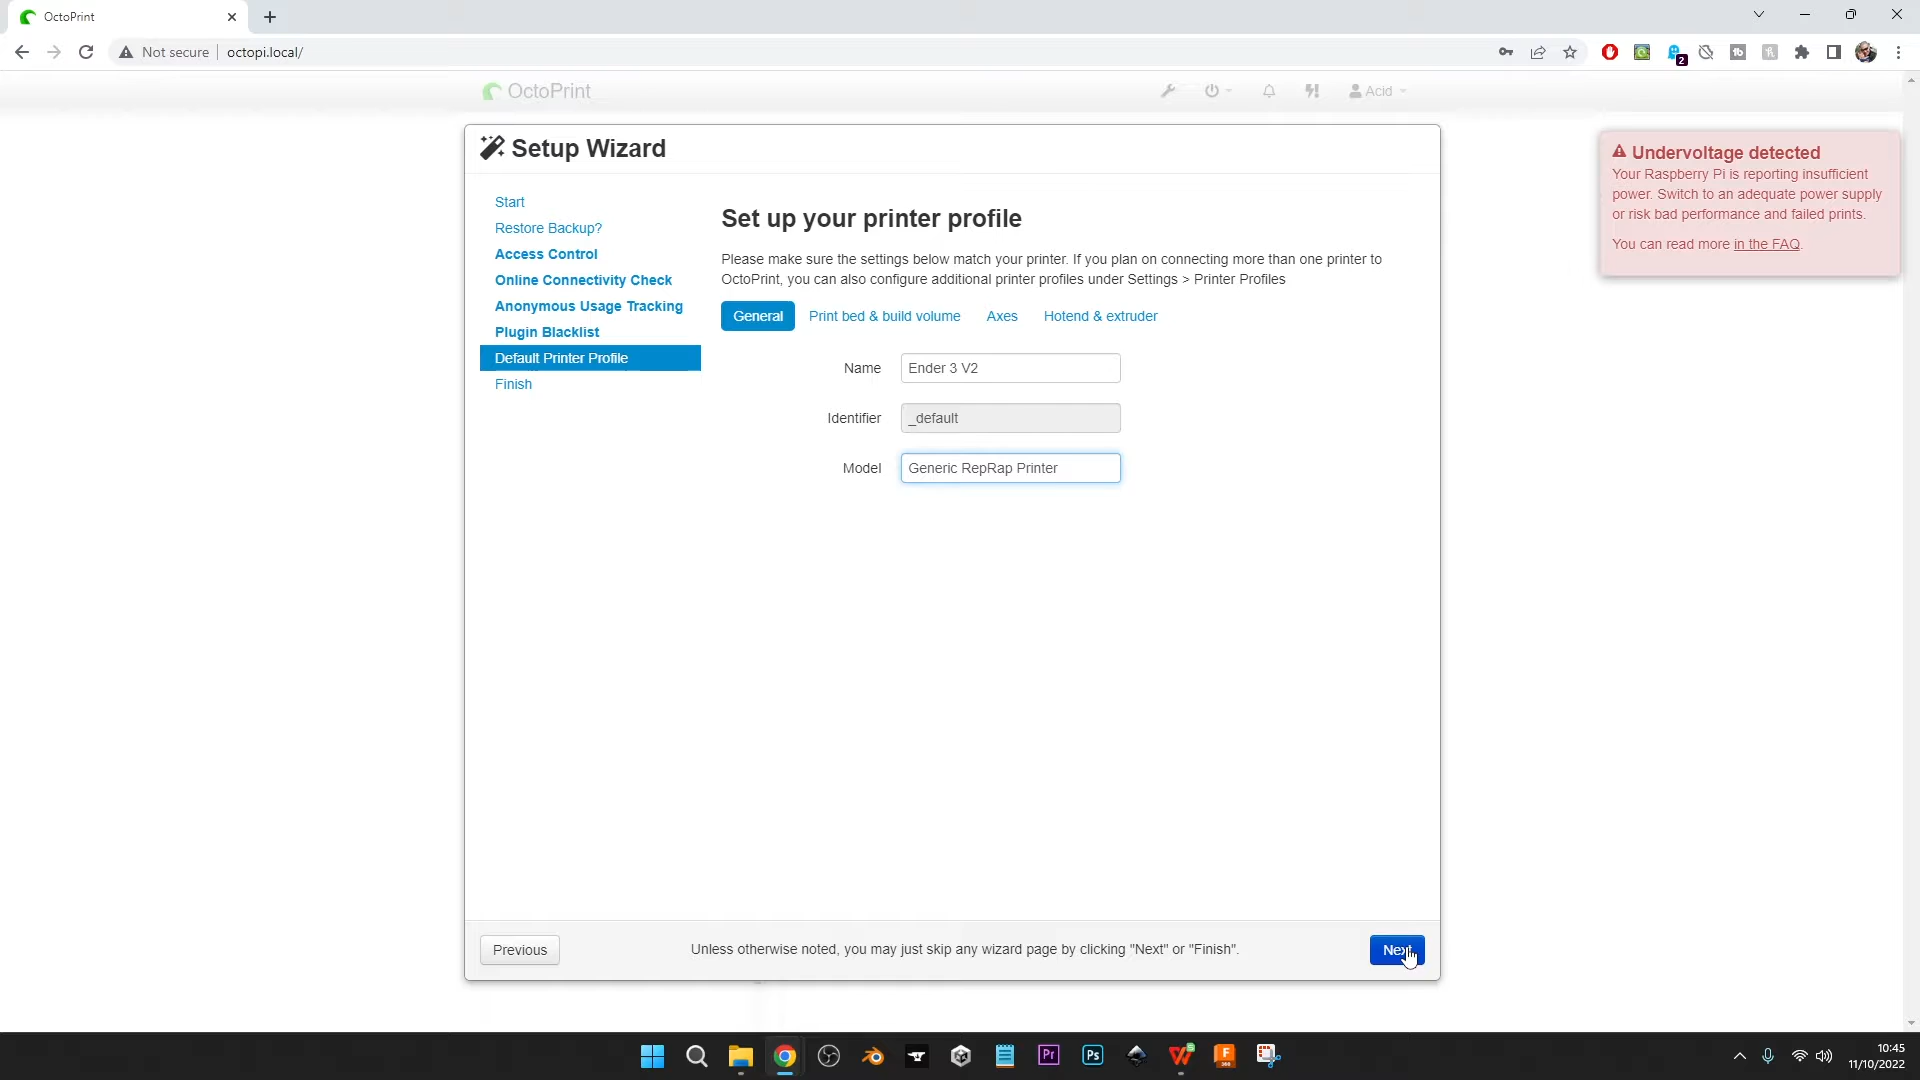 OctoPrint
Not secure
octopi.local/
2
OctoPrint
Acid
Setup Wizard
Undervoltage detected
Your Raspberry Pi is reporting insufficient
power. Switch to an adequate power supply
or risk bad performance and failed prints.
You can read more in the FAQ.
Start
Restore Backup?
Access Control
Online Connectivity Check
Anonymous Usage Tracking
Plugin Blacklist
Default Printer Profile
Finish
Set up your printer profile
Please make sure the settings below match your printer. If you plan on connecting more than one printer to
OctoPrint, you can also configure additional printer profiles under Settings > Printer Profiles
General Print bed & build volume Axes Hotend & extruder
Name Ender 3 V2
Identifier _default
Model Generic RepRap Printer
Previous
Unless otherwise noted, you may just skip any wizard page by clicking "Next" or "Finish".
Next
Pr
Ps
F
360
10:45
11/10/2022